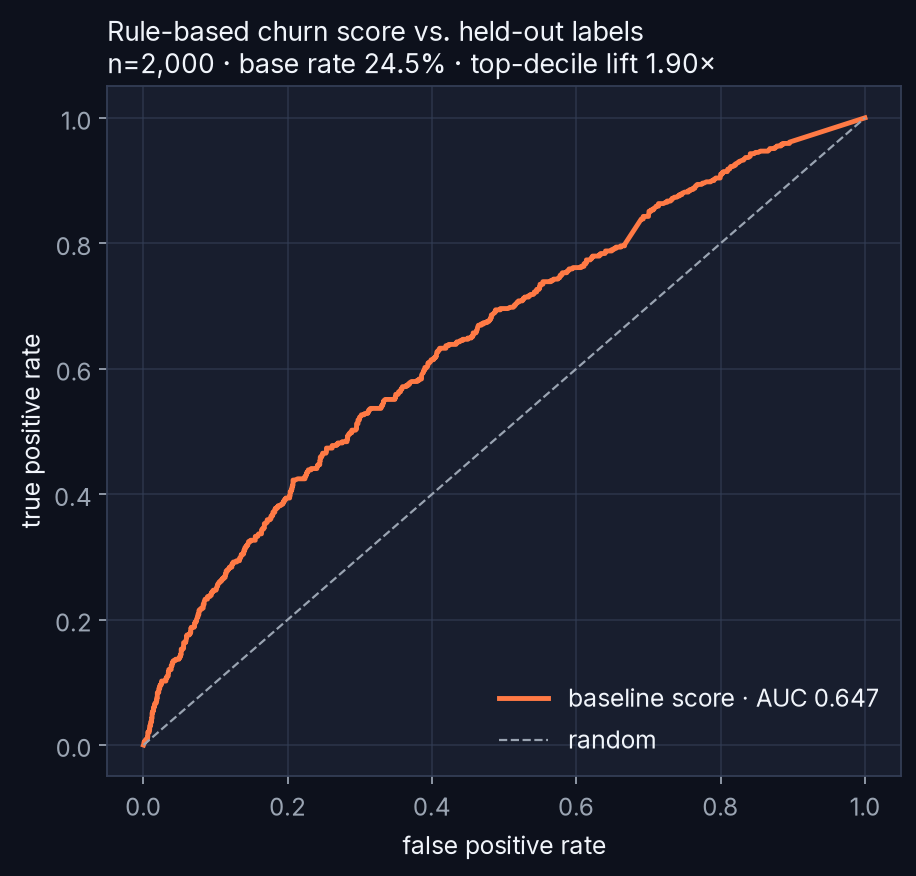 Rule-based churn score vs. held-out labels
n=2,000 · base rate 24.5% · top-decile lift 1.90×
1.0
0.8
0.6
0.4
0.2
0.0
true positive rate
baseline score · AUC 0.647
random
0.0
0.2
0.4
0.6
0.8
1.0
false positive rate